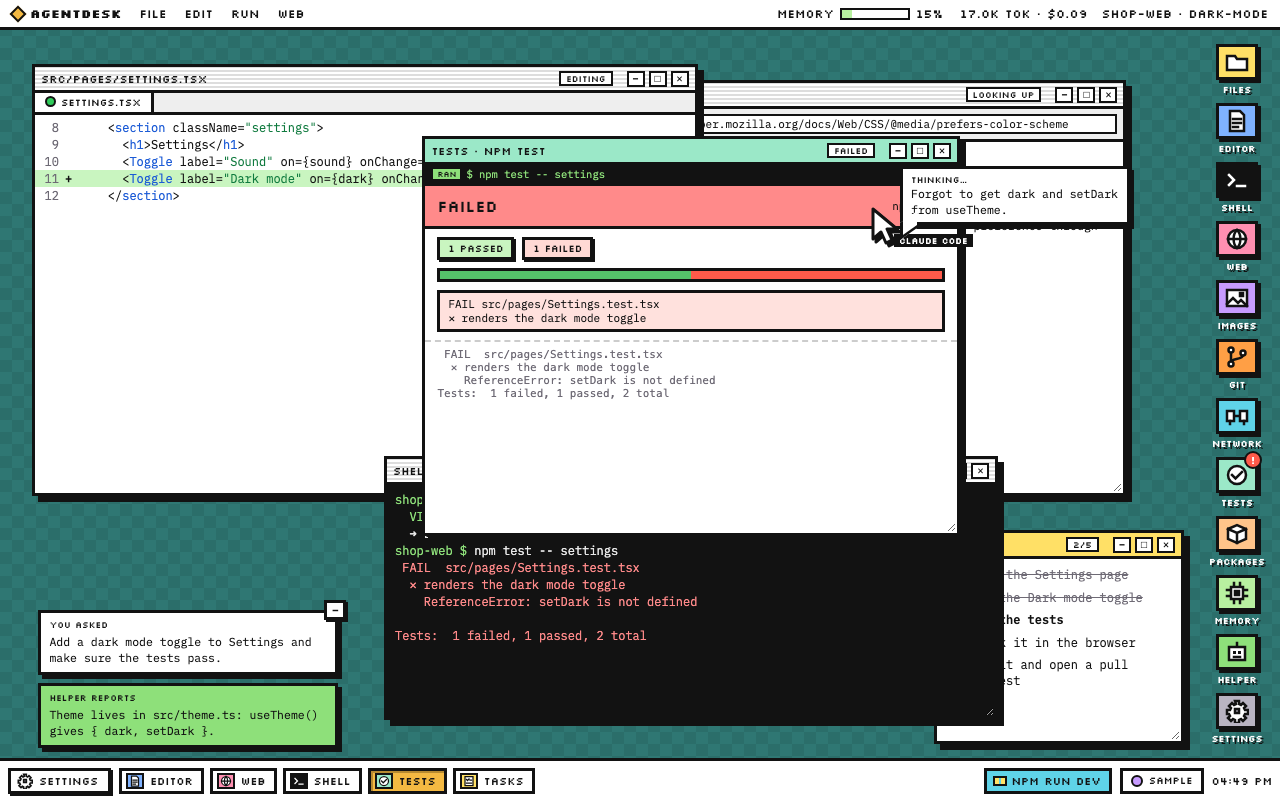 AGENTDESK FILE EDIT RUN WEB
MEMORY 15% 17.0K TOK · $0.09 SHOP-WEB · DARK-MODE
SRC/PAGES/SETTINGS.TSX EDITING
SETTINGS.TSX
8 <section className="settings">
9 <h1>Settings</h1>
10 <Toggle label="Sound" on={sound} onChange=
11 + <Toggle label="Dark mode" on={dark} onChan
12 </section>
LOOKING UP
per.mozilla.org/docs/Web/CSS/@media/prefers-color-scheme
TESTS · NPM TEST FAILED
RAN $ npm test -- settings
FAILED
1 PASSED 1 FAILED
FAIL src/pages/Settings.test.tsx
× renders the dark mode toggle
FAIL src/pages/Settings.test.tsx
× renders the dark mode toggle
ReferenceError: setDark is not defined
Tests: 1 failed, 1 passed, 2 total
THINKING…
Forgot to get dark and setDark
from useTheme.
CLAUDE CODE
SHEL
shop
VI
➜
shop-web $ npm test -- settings
FAIL src/pages/Settings.test.tsx
× renders the dark mode toggle
ReferenceError: setDark is not defined
Tests: 1 failed, 1 passed, 2 total
2/5
the Settings page
the Dark mode toggle
the tests
it in the browser
it and open a pull
est
YOU ASKED
Add a dark mode toggle to Settings and
make sure the tests pass.
HELPER REPORTS
Theme lives in src/theme.ts: useTheme()
gives { dark, setDark }.
FILES
EDITOR
SHELL
WEB
IMAGES
GIT
NETWORK
!
TESTS
PACKAGES
MEMORY
HELPER
SETTINGS
SETTINGS EDITOR WEB SHELL TESTS TASKS
NPM RUN DEV SAMPLE 04:49 PM